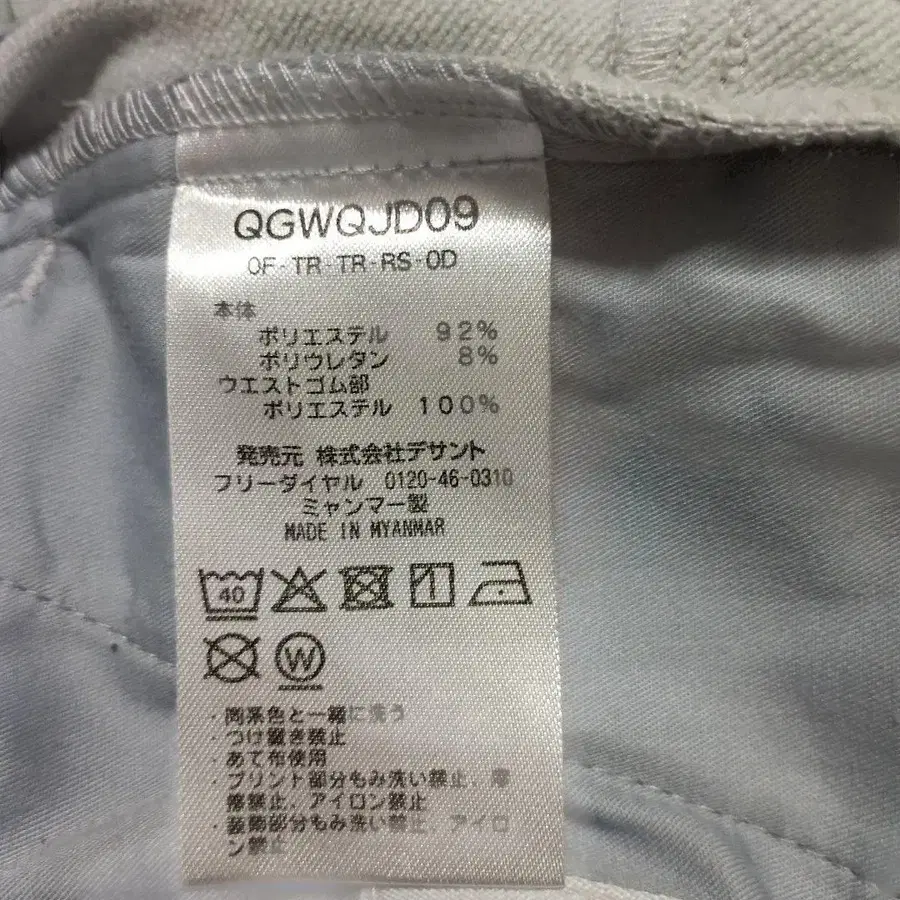 QGWQJD09
OF-TR-TR-RS-OD
本体
ポリエステル 92%
ポリウレタン 8%
ウエストゴム部
ポリエステル 100%
発売元 株式会社デサント
フリーダイヤル 0120-46-0310
ミャンマー製
MADE IN MYANMAR
40
W
・同系色と一緒に洗う
・つけ置き禁止
・あて布使用
・プリント部分もみ洗い禁止、摩
擦禁止、アイロン禁止
・装飾部分もみ洗い禁止、アイロ
ン禁止